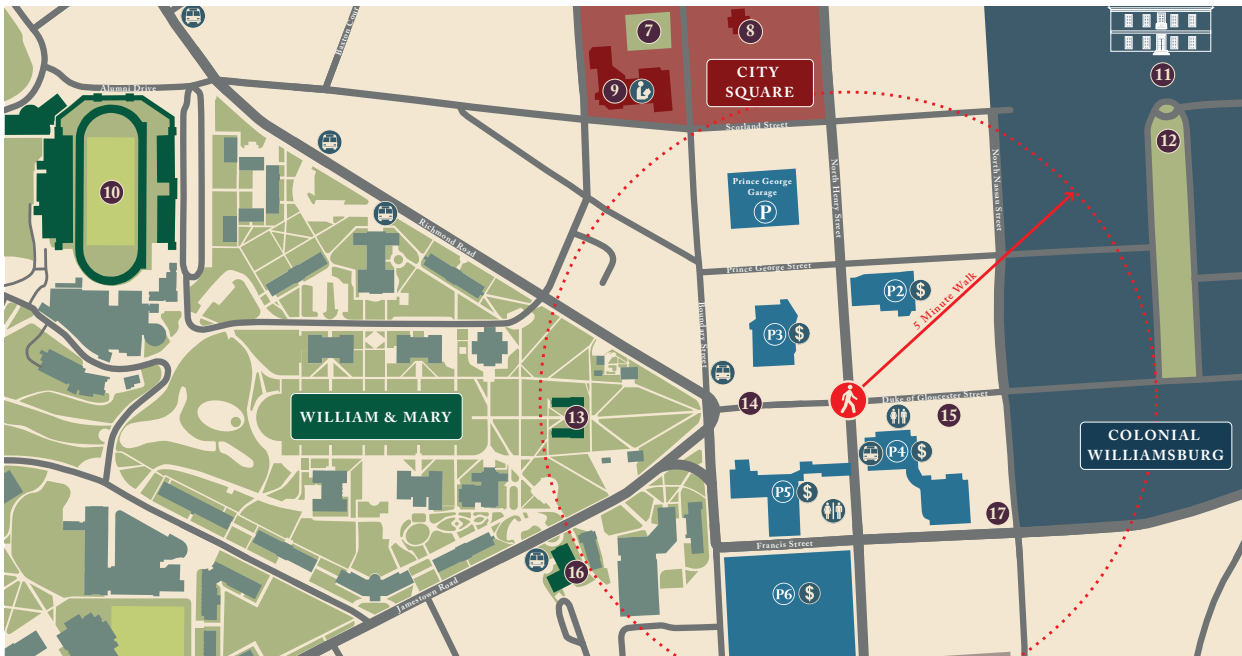 7
8
CITY
SQUARE
9
11
Alumni Drive
Scotland Street
12
10
Prince George
Garage
P
North Henry Street
North Nassau Street
Richmond Road
Prince George Street
P2 $
5 Minute Walk
Boundary Street
P3 $
WILLIAM & MARY
13
14
Duke of Gloucester Street
15
COLONIAL
WILLIAMSBURG
P4 $
P5 $
17
Francis Street
16
Jamestown Road
P6 $